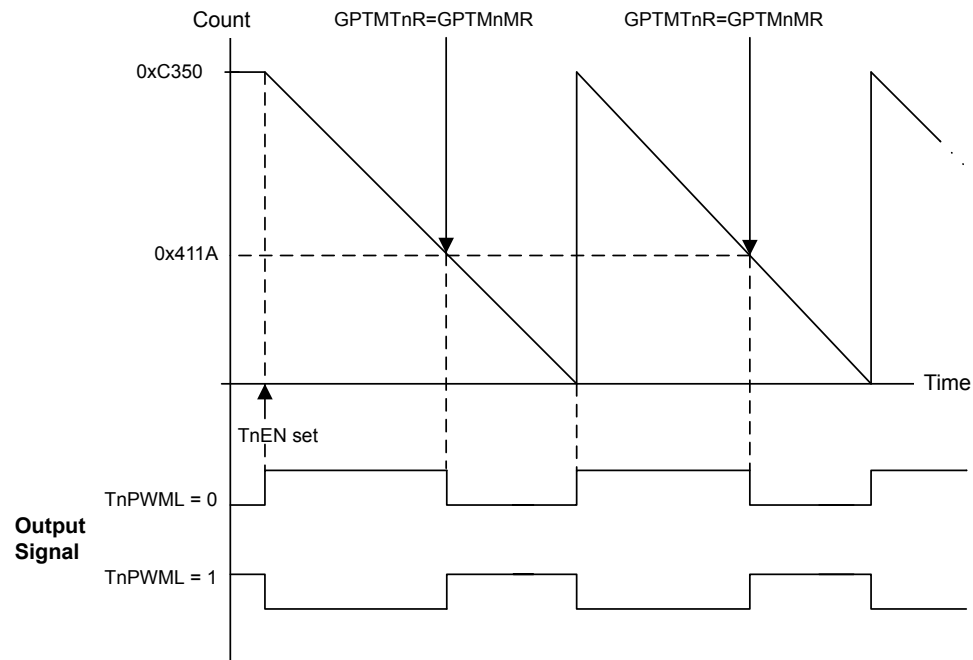 Count
GPTMTnR=GPTMnMR
GPTMTnR=GPTMnMR
0xC350
0x411A
Time
TnEN set
TnPWML = 0
Output
Signal
TnPWML = 1